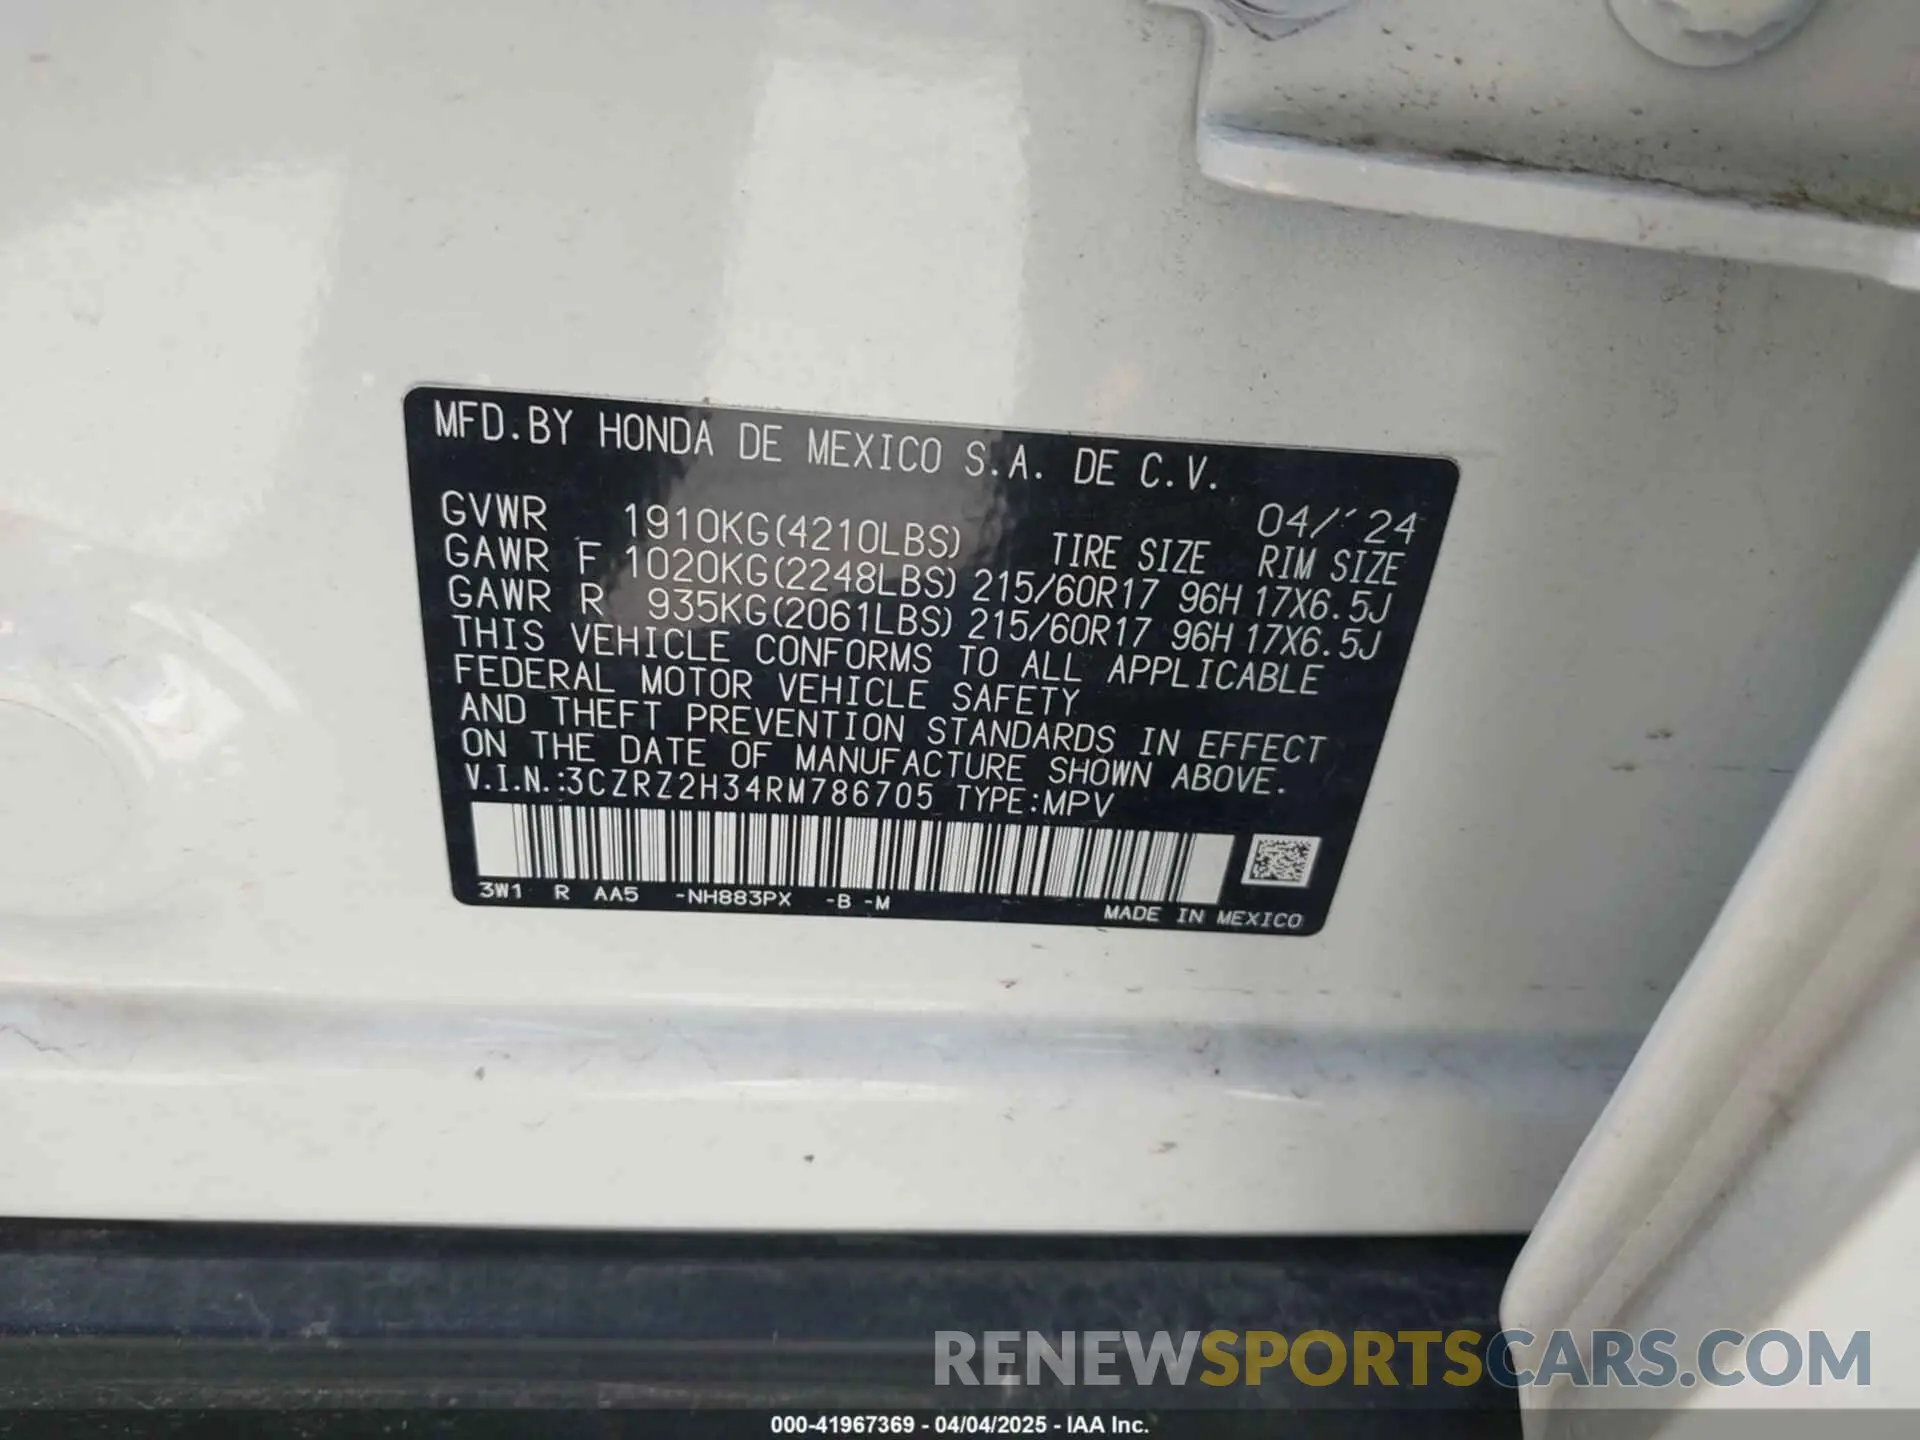 MFD.BY HONDA DE MEXICO S.A. DE C.V.
04/'24
GVWR 1910KG(4210LBS) TIRE SIZE RIM SIZE
GAWR F 1020KG(2248LBS) 215/60R17 96H 17X6.5J
GAWR R 935KG(2061LBS) 215/60R17 96H 17X6.5J
THIS VEHICLE CONFORMS TO ALL APPLICABLE
FEDERAL MOTOR VEHICLE SAFETY
AND THEFT PREVENTION STANDARDS IN EFFECT
ON THE DATE OF MANUFACTURE SHOWN ABOVE.
V.I.N.:3CZRZ2H34RM786705 TYPE:MPV
3W1 R AA5 -NH883PX -B -M
MADE IN MEXICO
RENEWSPORTSCARS.COM
000-41967369 - 04/04/2025 - IAA Inc.